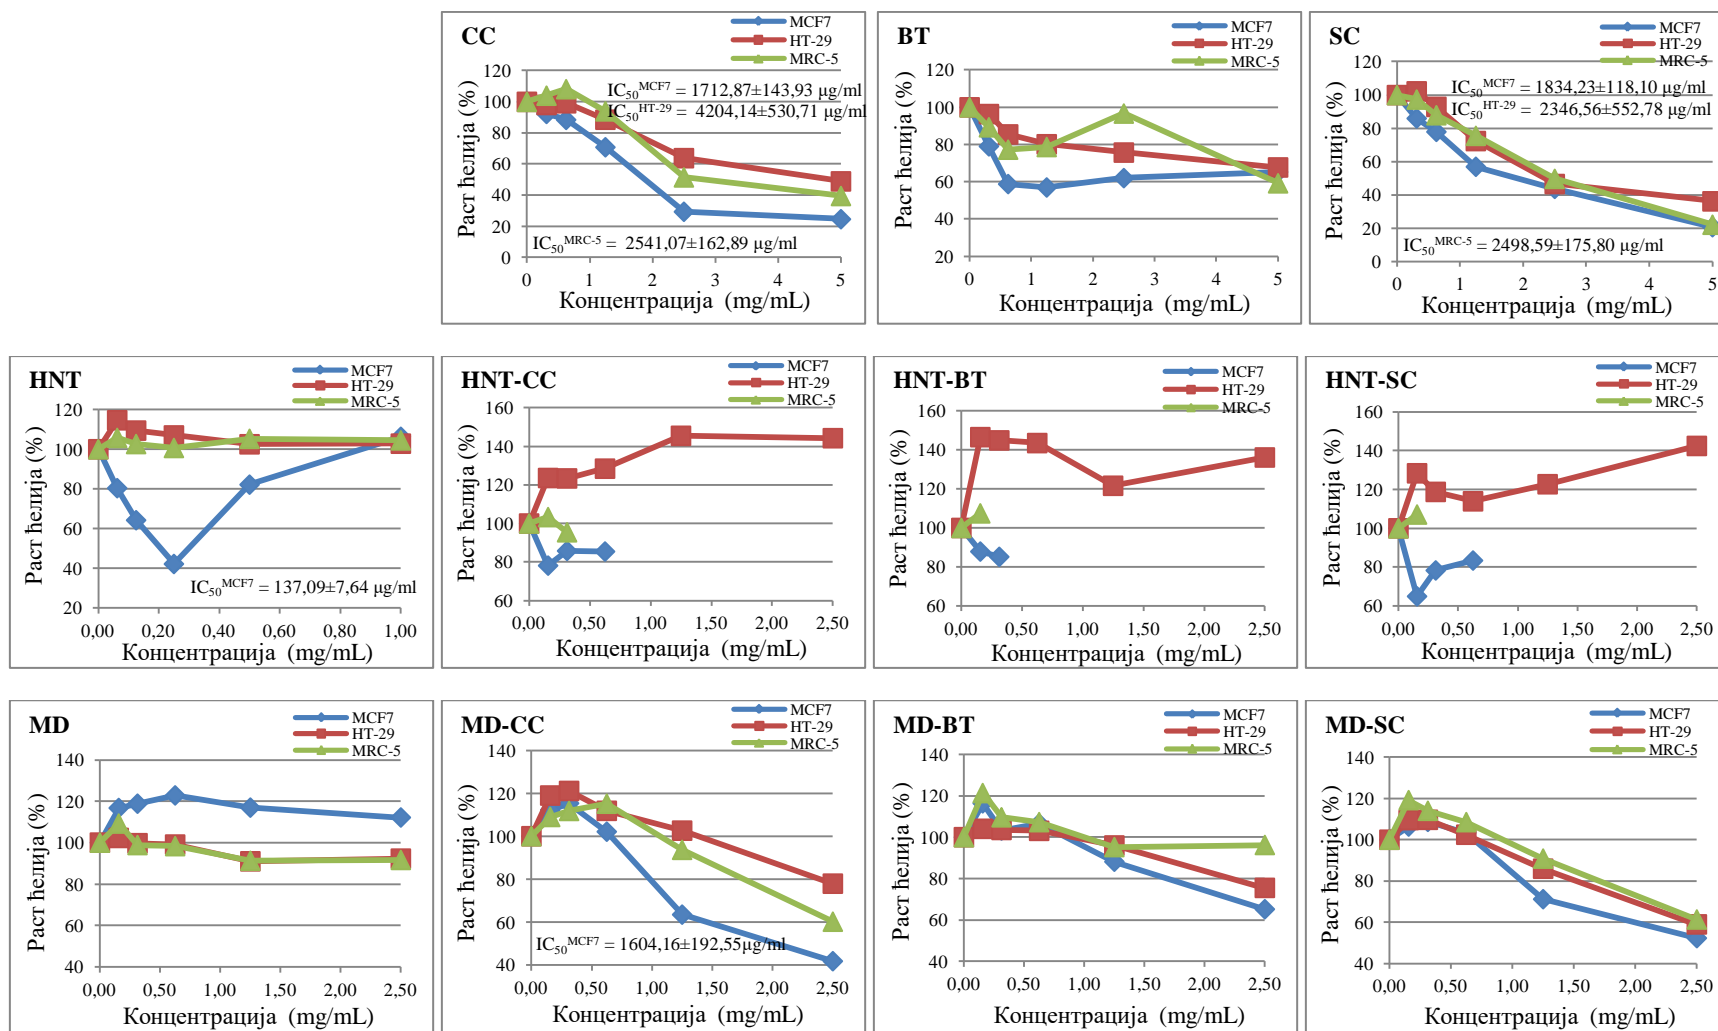 CC
MCF7
HT-29
MRC-5
IC50MCF7 = 1712,87±143,93 µg/ml
IC50HT-29 = 4204,14±530,71 µg/ml
IC50MRC-5 = 2541,07±162,89 µg/ml
Раст ћелија (%)
120
100
80
60
40
20
0
0 1 2 3 4 5
Концентрација (mg/mL)
BT
MCF7
HT-29
MRC-5
Раст ћелија (%)
120
100
80
60
40
20
0 1 2 3 4 5
Концентрација (mg/mL)
SC
MCF7
HT-29
MRC-5
IC50MCF7 = 1834,23±118,10 µg/ml
IC50HT-29 = 2346,56±552,78 µg/ml
IC50MRC-5 = 2498,59±175,80 µg/ml
Раст ћелија (%)
120
100
80
60
40
20
0
0 1 2 3 4 5
Концентрација (mg/mL)
HNT
MCF7
HT-29
MRC-5
Раст ћелија (%)
120
100
80
60
40
20
IC50MCF7 = 137,09±7,64 µg/ml
0,00 0,20 0,40 0,60 0,80 1,00
Концентрација (mg/mL)
HNT-CC
MCF7
HT-29
MRC-5
Раст ћелија (%)
160
140
120
100
80
60
0,00 0,50 1,00 1,50 2,00 2,50
Концентрација (mg/mL)
HNT-BT
MCF7
HT-29
MRC-5
Раст ћелија (%)
160
140
120
100
80
60
0,00 0,50 1,00 1,50 2,00 2,50
Концентрација (mg/mL)
HNT-SC
MCF7
HT-29
MRC-5
Раст ћелија (%)
160
140
120
100
80
60
0,00 0,50 1,00 1,50 2,00 2,50
Концентрација (mg/mL)
MD
MCF7
HT-29
MRC-5
Раст ћелија (%)
140
120
100
80
60
40
0,00 0,50 1,00 1,50 2,00 2,50
Концентрација (mg/mL)
MD-CC
MCF7
HT-29
MRC-5
Раст ћелија (%)
140
120
100
80
60
40
IC50MCF7 = 1604,16±192,55µg/ml
0,00 0,50 1,00 1,50 2,00 2,50
Концентрација (mg/mL)
MD-BT
MCF7
HT-29
MRC-5
Раст ћелија (%)
140
120
100
80
60
40
0,00 0,50 1,00 1,50 2,00 2,50
Концентрација (mg/mL)
MD-SC
MCF7
HT-29
MRC-5
Раст ћелија (%)
140
120
100
80
60
40
0,00 0,50 1,00 1,50 2,00 2,50
Концентрација (mg/mL)